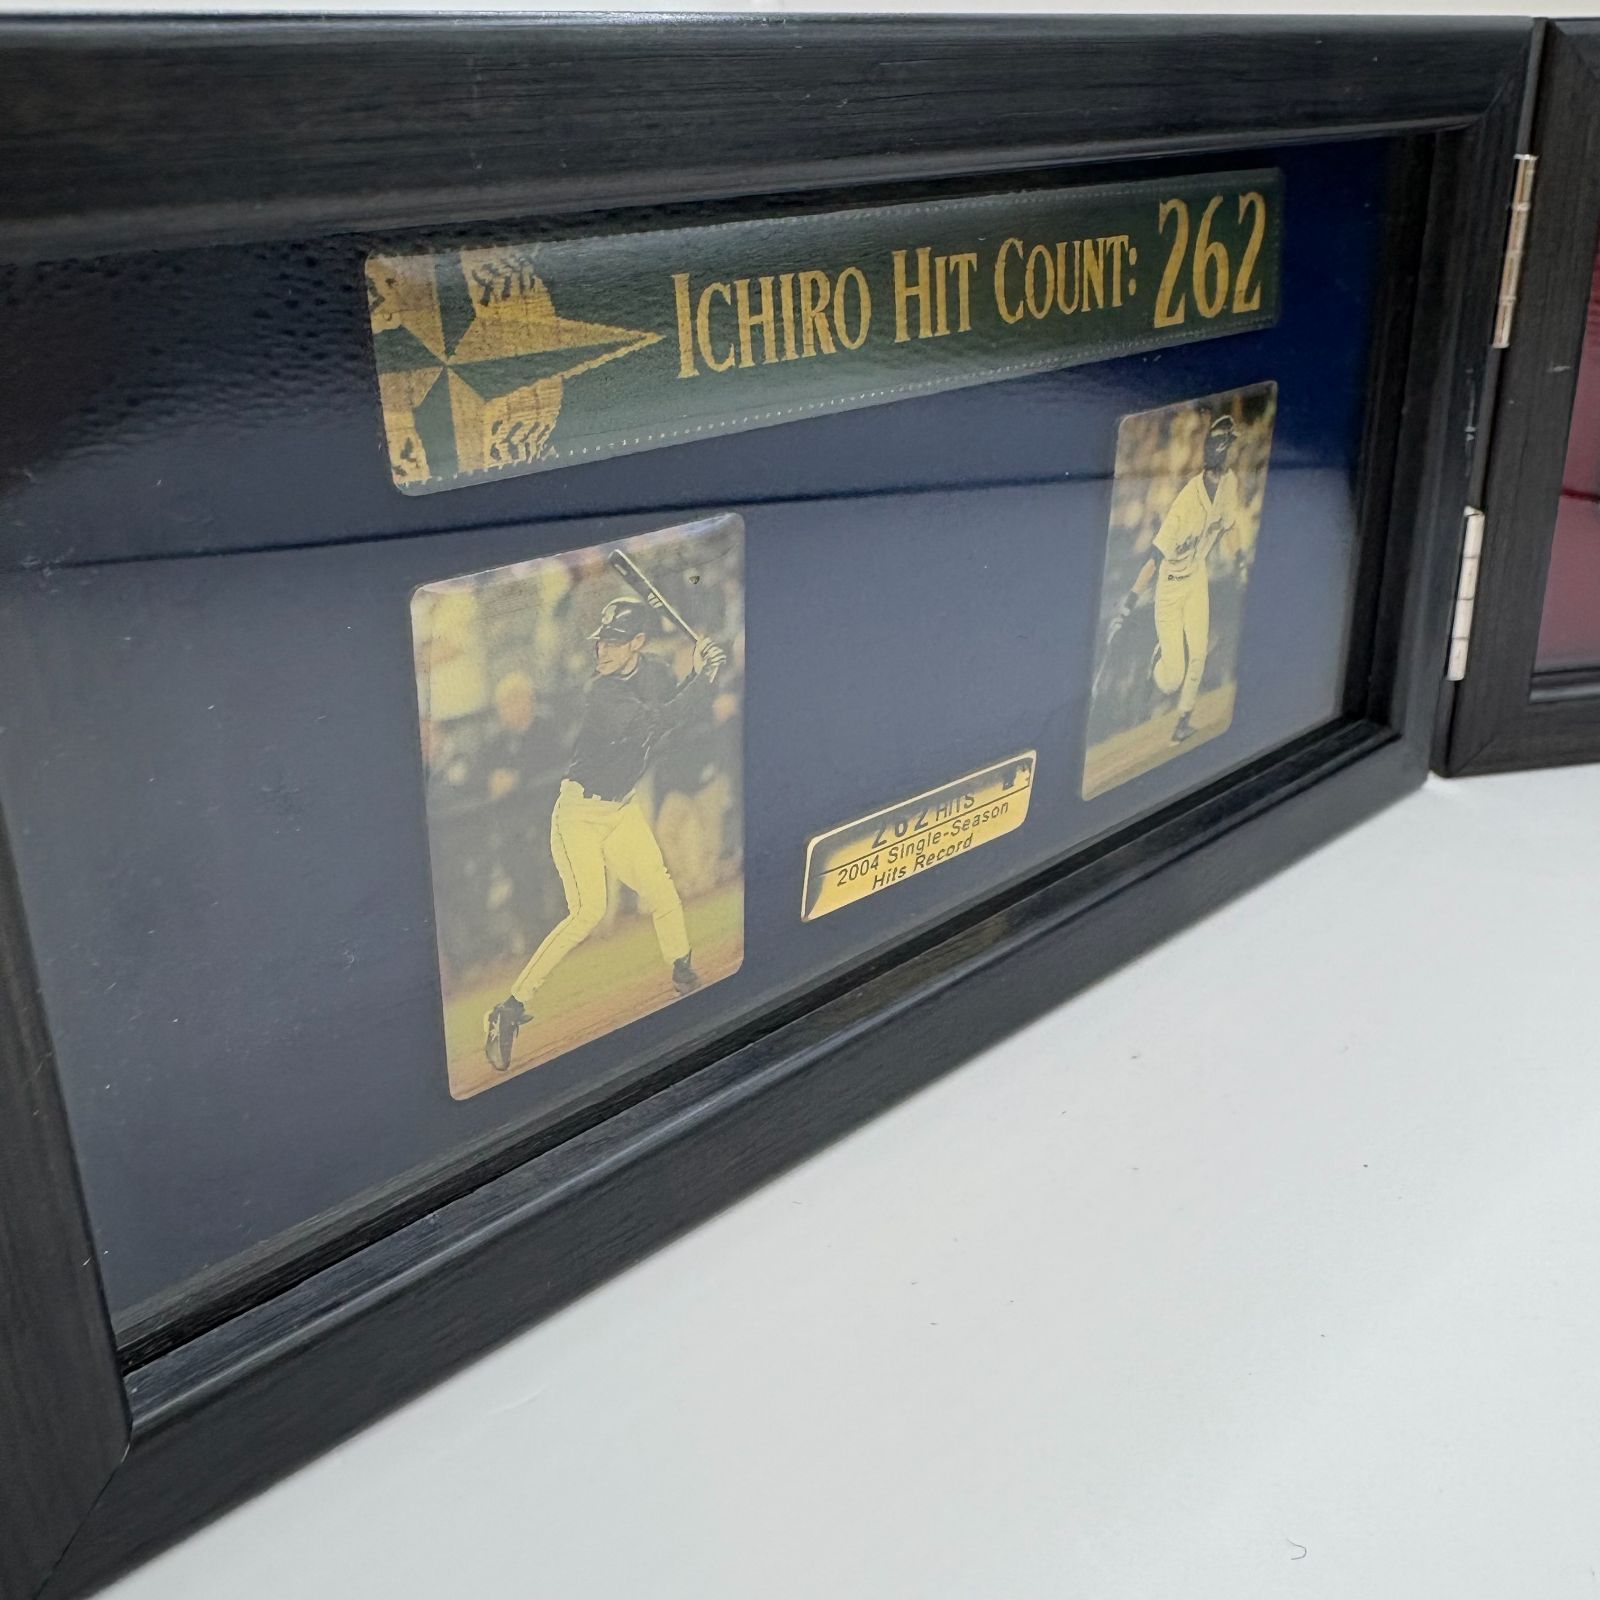 ICHIRO HIT COUNT: 262
262 HITS
2004 Single-Season
Hits Record